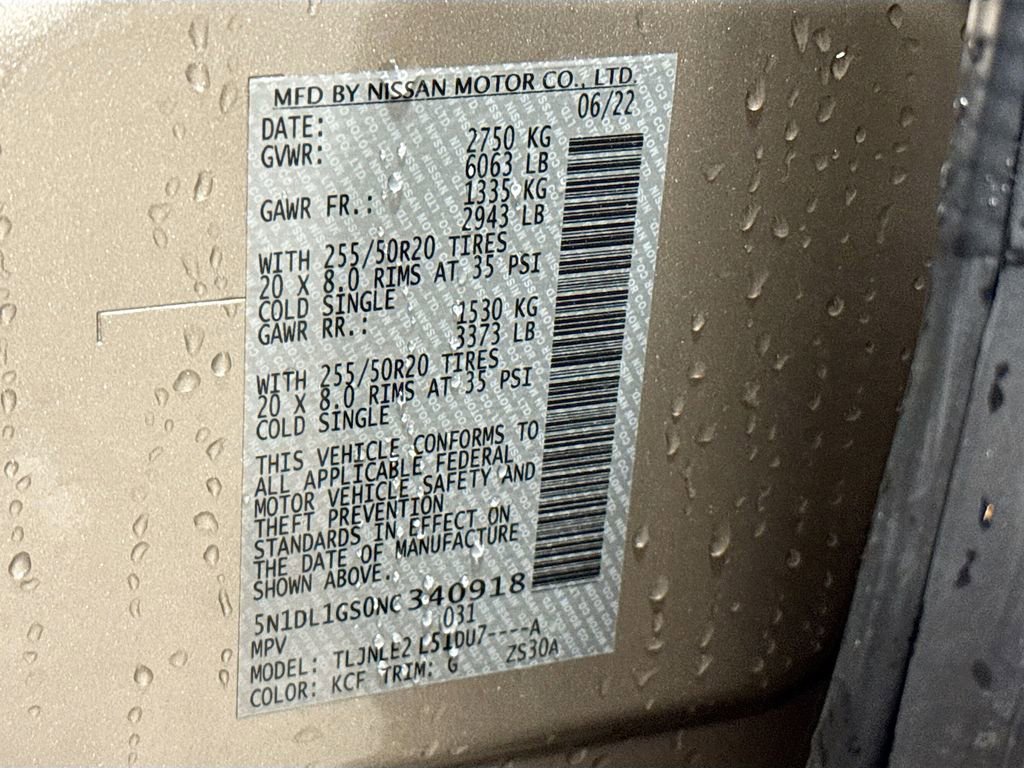 MFD BY NISSAN MOTOR CO., LTD.
DATE: 06/22
GVWR: 2750 KG
6063 LB
GAWR FR.: 1335 KG
2943 LB
WITH 255/50R20 TIRES
20 X 8.0 RIMS AT 35 PSI
COLD SINGLE
GAWR RR.: 1530 KG
3373 LB
WITH 255/50R20 TIRES
20 X 8.0 RIMS AT 35 PSI
COLD SINGLE
THIS VEHICLE CONFORMS TO
ALL APPLICABLE FEDERAL
MOTOR VEHICLE SAFETY AND
THEFT PREVENTION
STANDARDS IN EFFECT ON
THE DATE OF MANUFACTURE
SHOWN ABOVE.
5N1DL1GS0NC340918
MPV 031
MODEL: TLJNLE2 L51DU7----A
COLOR: KCF TRIM: G ZS30A